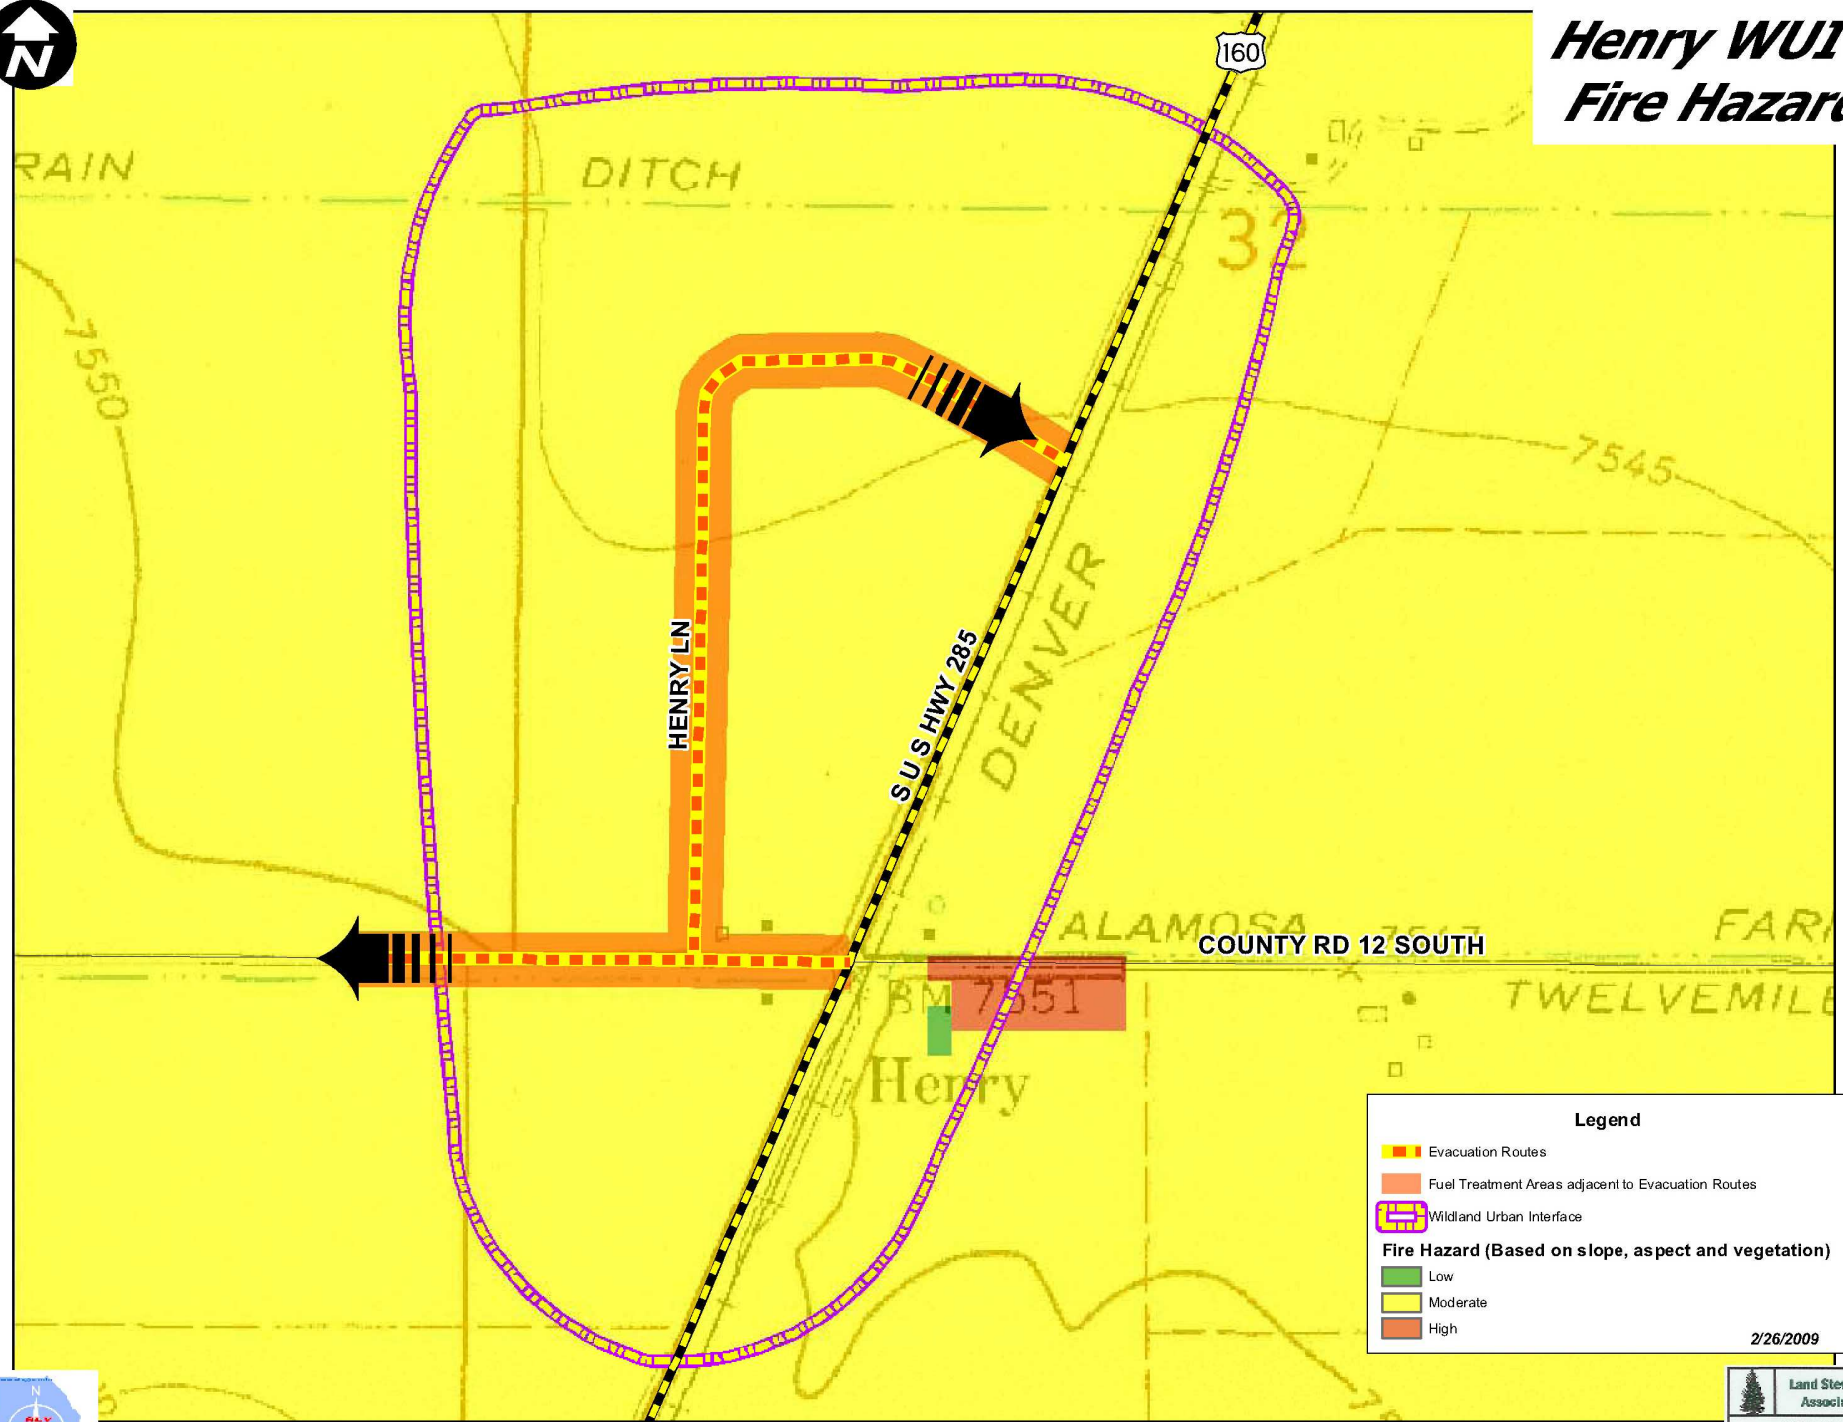 N
160
Henry WUI
Fire Hazard
RAIN
DITCH
32
7550
7545
HENRY LN
S U S HWY 285
DENVER
ALAMOSA
FAR
COUNTY RD 12 SOUTH
BM 7551
TWELVEMILE
Henry
Legend
Evacuation Routes
Fuel Treatment Areas adjacent to Evacuation Routes
Wildland Urban Interface
Fire Hazard (Based on slope, aspect and vegetation)
Low
Moderate
High
2/26/2009
N
Land Ste
Associ